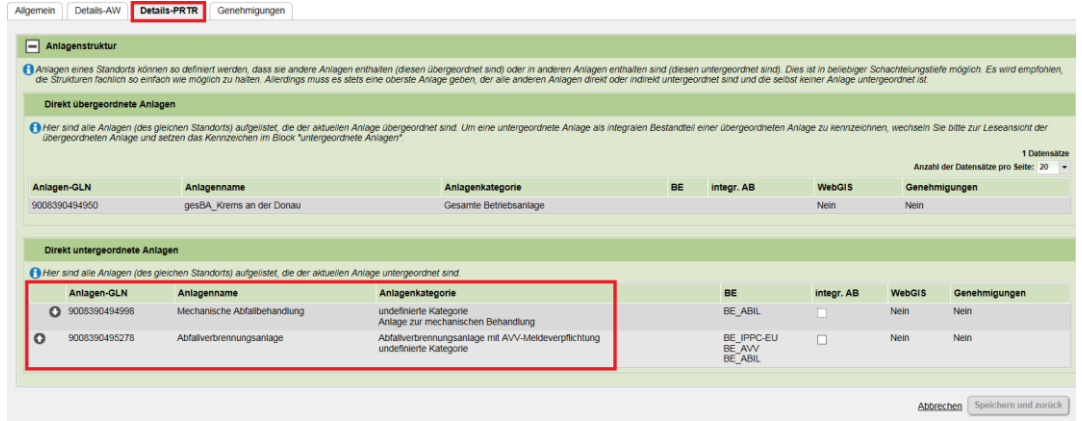 Allgemein Details-AW Details-PRTR Genehmigungen
Anlagenstruktur
Anlagen eines Standorts können so definiert werden, dass sie andere Anlagen enthalten (diesen übergeordnet sind) oder in anderen Anlagen enthalten sind (diesen untergeordnet sind). Dies ist in beliebiger Schachtelungstiefe möglich. Es wird empfohlen,
die Strukturen fachlich so einfach wie möglich zu halten. Allerdings muss es stets eine oberste Anlage geben, der alle anderen Anlagen direkt oder indirekt untergeordnet sind und die selbst keiner Anlage untergeordnet ist.
Direkt übergeordnete Anlagen
Hier sind alle Anlagen (des gleichen Standorts) aufgelistet, die der aktuellen Anlage übergeordnet sind. Um eine untergeordnete Anlage als integralen Bestandteil einer übergeordneten Anlage zu kennzeichnen, wechseln Sie bitte zur Leseansicht der
übergeordneten Anlage und setzen das Kennzeichen im Block "untergeordnete Anlagen".
1 Datensätze
Anzahl der Datensätze pro Seite: 20
Anlagen-GLN Anlagenname Anlagenkategorie BE integr. AB WebGIS Genehmigungen
9008390494950 gesBA_Krems an der Donau Gesamte Betriebsanlage Nein Nein
Direkt untergeordnete Anlagen
Hier sind alle Anlagen (des gleichen Standorts) aufgelistet, die der aktuellen Anlage untergeordnet sind.
Anlagen-GLN Anlagenname Anlagenkategorie BE integr. AB WebGIS Genehmigungen
9008390494998 Mechanische Abfallbehandlung undefinierte Kategorie BE_ABIL Nein Nein
Anlage zur mechanischen Behandlung
9008390495278 Abfallverbrennungsanlage Abfallverbrennungsanlage mit AVV-Meldeverpflichtung BE_IPPC-EU Nein Nein
undefinierte Kategorie BE_AVV
BE_ABIL
Abbrechen Speichern und zurück